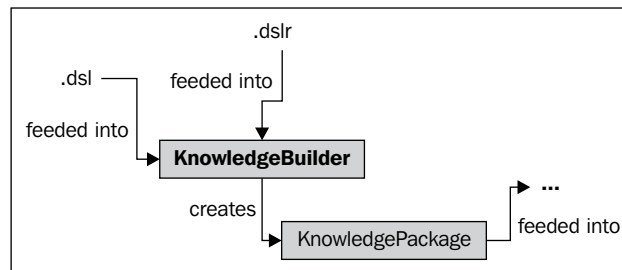 .dslr
.dsl
feeded into
feeded into
KnowledgeBuilder
creates
...
KnowledgePackage
feeded into